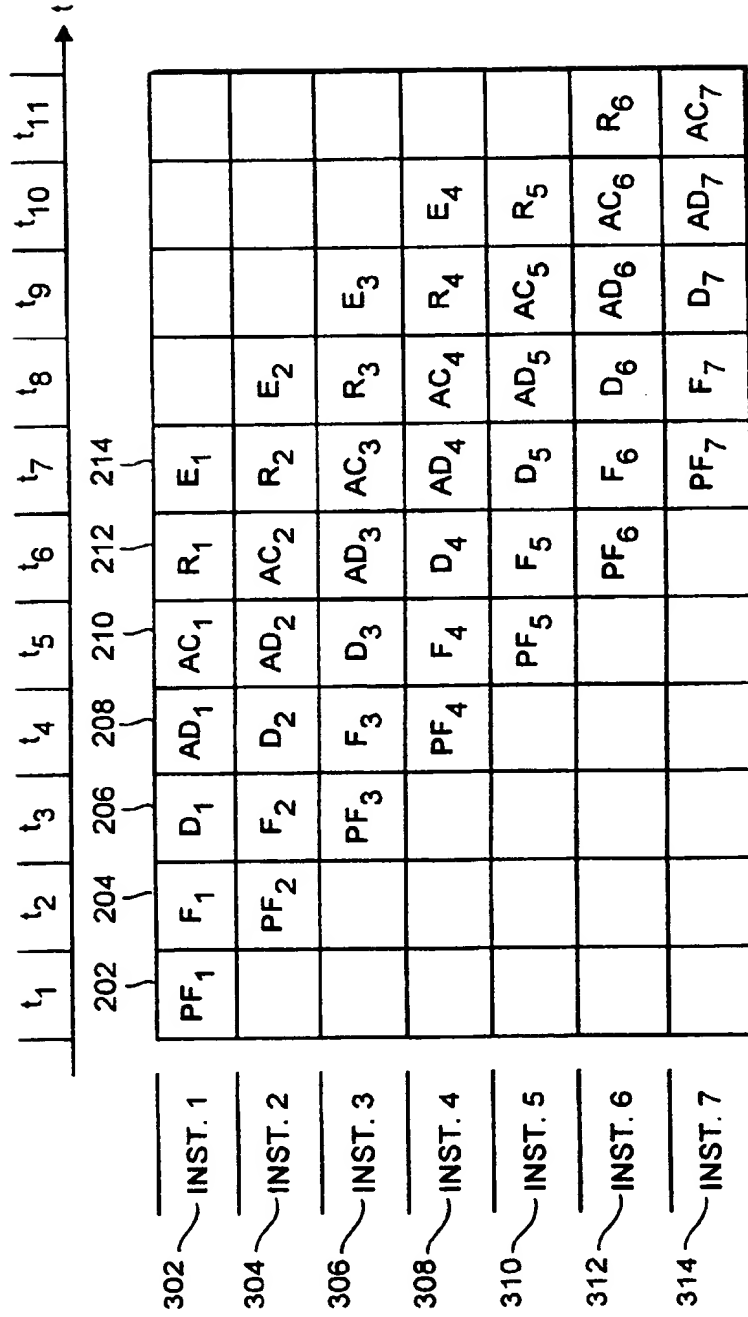 t₁ t₂ t₃ t₄ t₅ t₆ t₇ t₈ t₉ t₁₀ t₁₁ t
202 204 206 208 210 212 214
302 INST. 1 PF₁ F₁ D₁ AD₁ AC₁ R₁ E₁
304 INST. 2 PF₂ F₂ D₂ AD₂ AC₂ R₂ E₂
306 INST. 3 PF₃ F₃ D₃ AD₃ AC₃ R₃ E₃
308 INST. 4 PF₄ F₄ D₄ AD₄ AC₄ R₄ E₄
310 INST. 5 PF₅ F₅ D₅ AD₅ AC₅ R₅
312 INST. 6 PF₆ F₆ D₆ AD₆ AC₆ R₆
314 INST. 7 PF₇ F₇ D₇ AD₇ AC₇